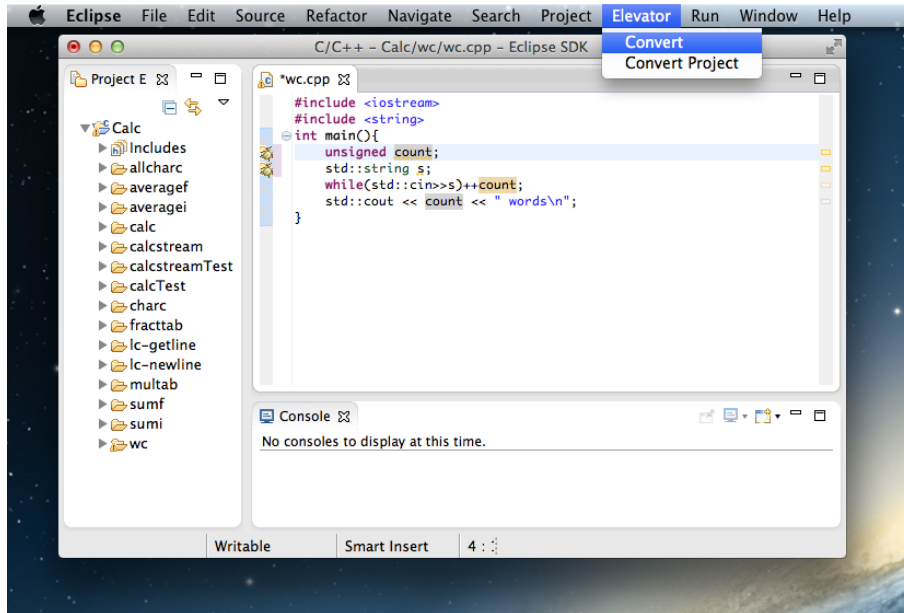 Eclipse File Edit Source Refactor Navigate Search Project Elevator Run Window Help
Convert
Convert Project
C/C++ – Calc/wc/wc.cpp – Eclipse SDK
Project E
Calc
Includes
allcharc
averagef
averagei
calc
calcstream
calcstreamTest
calcTest
charc
fracttab
lc-getline
lc-newline
multab
sumf
sumi
wc
*wc.cpp
#include <iostream>
#include <string>
int main(){
unsigned count;
std::string s;
while(std::cin>>s)++count;
std::cout << count << " words\n";
}
Console
No consoles to display at this time.
Writable Smart Insert 4 :